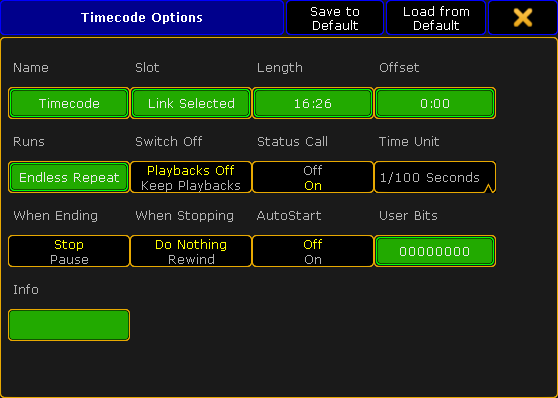 Timecode Options
Save to Default
Load from Default
Name Slot Length Offset
Timecode Link Selected 16:26 0:00
Runs Switch Off Status Call Time Unit
Endless Repeat Playbacks Off Off 1/100 Seconds
Keep Playbacks On
When Ending When Stopping AutoStart User Bits
Stop Do Nothing Off 00000000
Pause Rewind On
Info